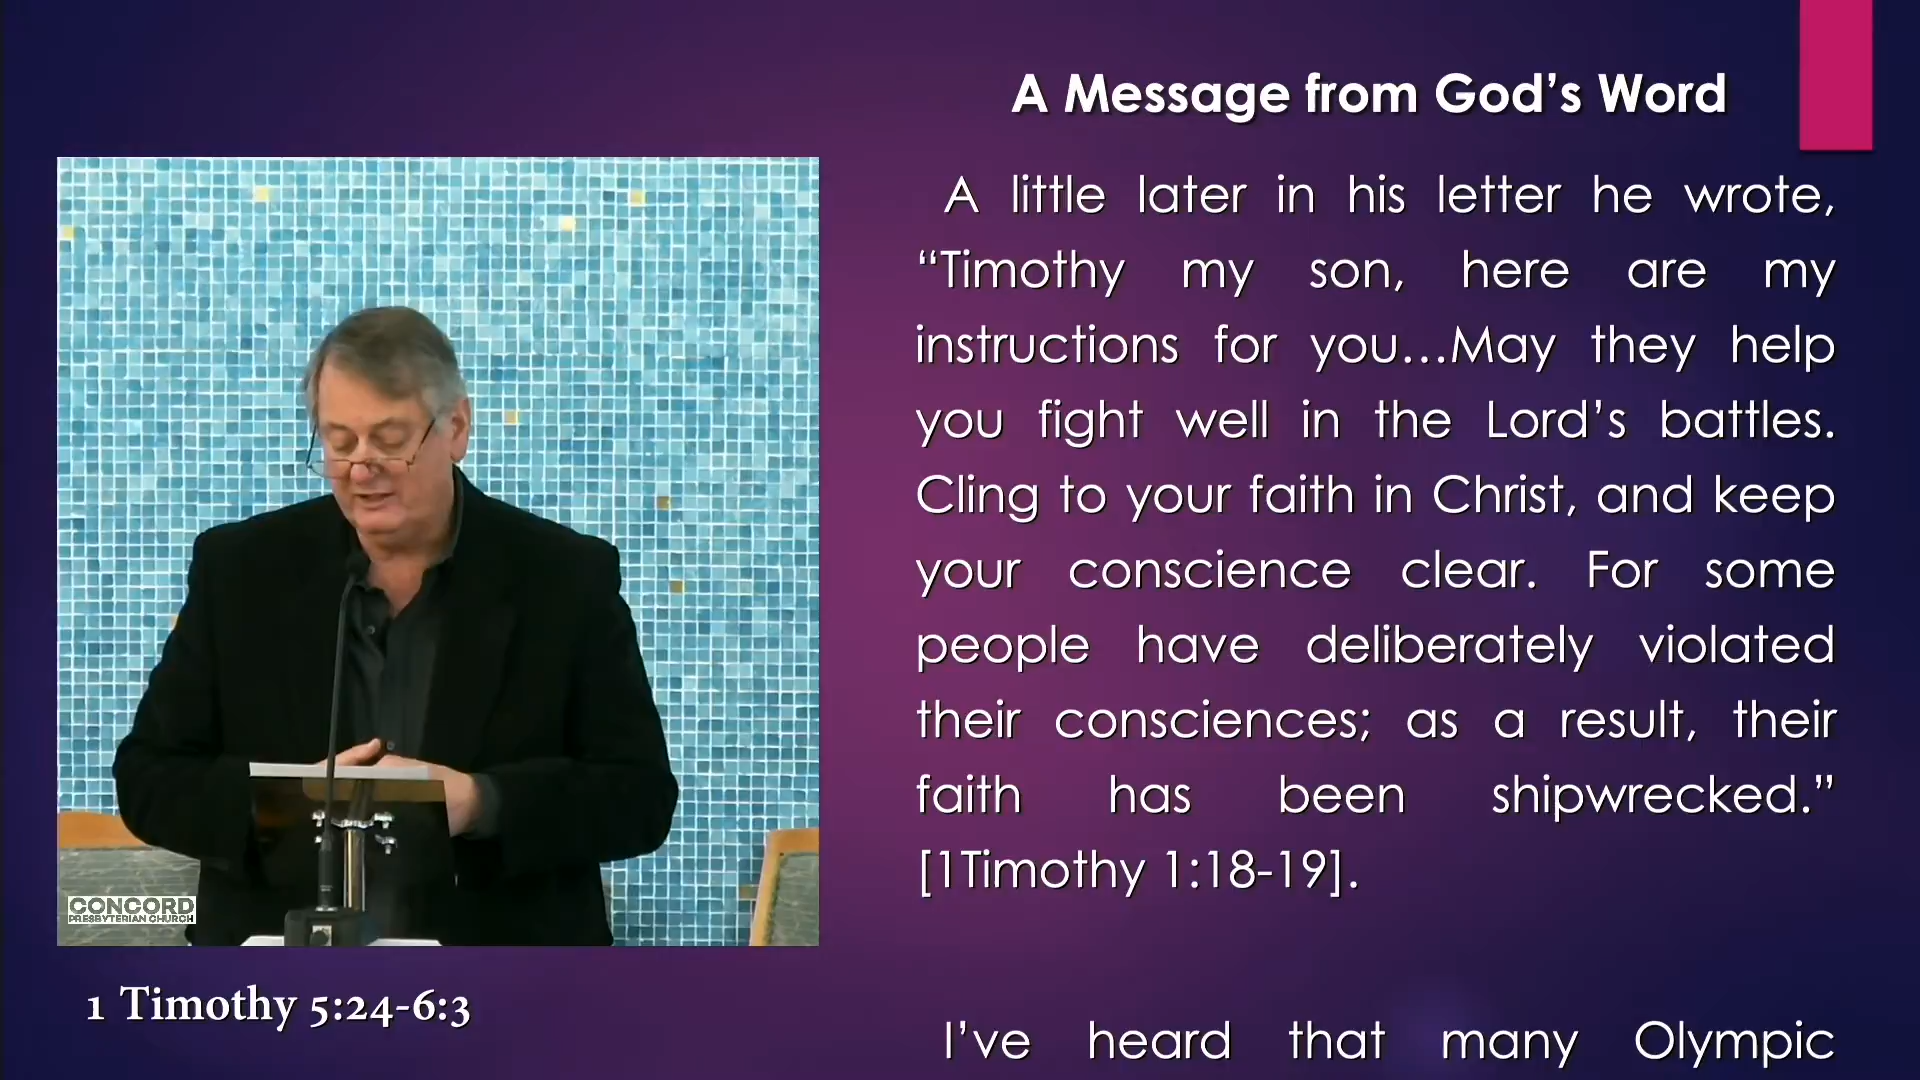 A Message from God’s Word
A little later in his letter he wrote,
“Timothy my son, here are my
instructions for you…May they help
you fight well in the Lord’s battles.
Cling to your faith in Christ, and keep
your conscience clear. For some
people have deliberately violated
their consciences; as a result, their
faith has been shipwrecked.”
[1Timothy 1:18-19].
I’ve heard that many Olympic
CONCORD
PRESBYTERIAN CHURCH
1 Timothy 5:24-6:3